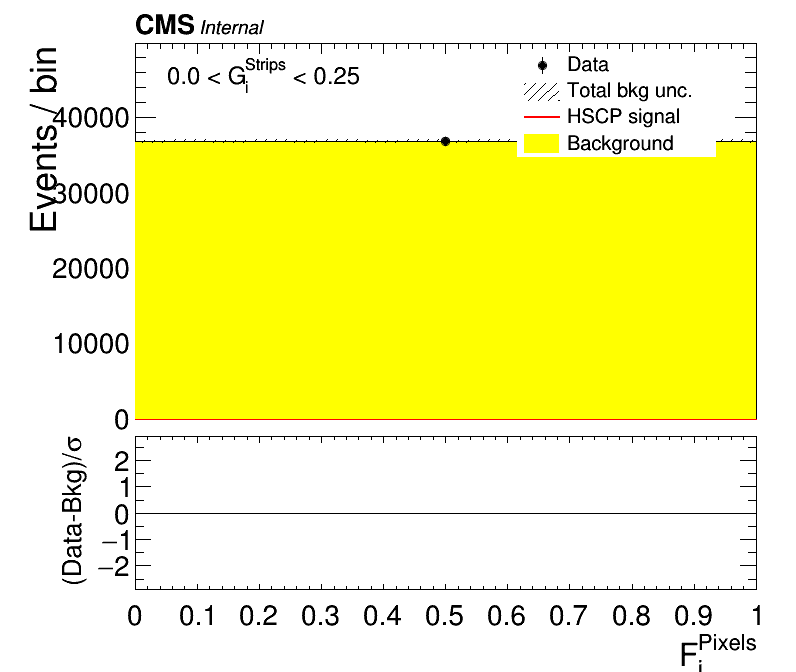 CMS Internal
0.0 < G_i^Strips < 0.25
Data
Total bkg unc.
HSCP signal
Background
Events / bin
40000
30000
20000
10000
0
(Data-Bkg)/σ
2
1
0
−1
−2
0 0.1 0.2 0.3 0.4 0.5 0.6 0.7 0.8 0.9 1
F_i^Pixels